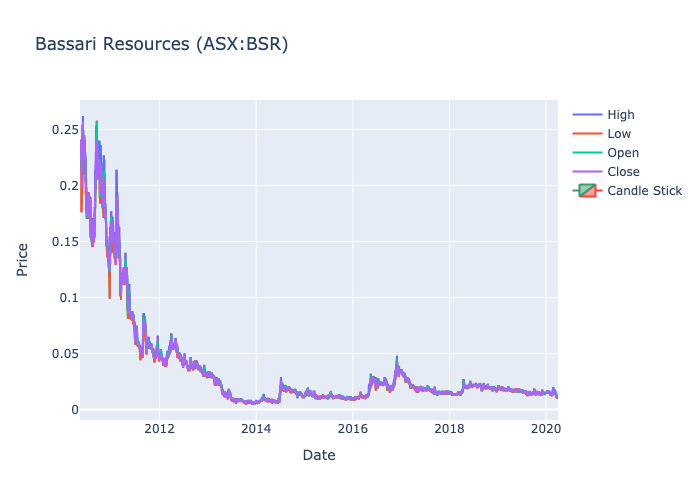 Bassari Resources (ASX:BSR)
High
Low
Open
Close
Candle Stick
0.25
0.2
0.15
0.1
0.05
0
Price
2012
2014
2016
2018
2020
Date